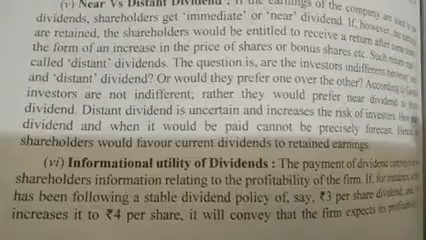 (v) Near Vs Distant Dividend : If the earnings of the company are
dividends, shareholders get 'immediate' or 'near' dividend. If, however, the
are retained, the shareholders would be entitled to receive a return after some
the form of an increase in the price of shares or bonus shares etc. Such return
called 'distant' dividends. The question is, are the investors indifferent between
and 'distant' dividend? Or would they prefer one over the other? According to
investors are not indifferent; rather they would prefer near dividend to
dividend. Distant dividend is uncertain and increases the risk of investors. How
dividend and when it would be paid cannot be precisely forecast. Hence,
shareholders would favour current dividends to retained earnings.
(vi) Informational utility of Dividends : The payment of dividend
shareholders information relating to the profitability of the firm. If, for instance, a
has been following a stable dividend policy of, say, ₹3 per share dividend, and
increases it to ₹4 per share, it will convey that the firm expects its profitability